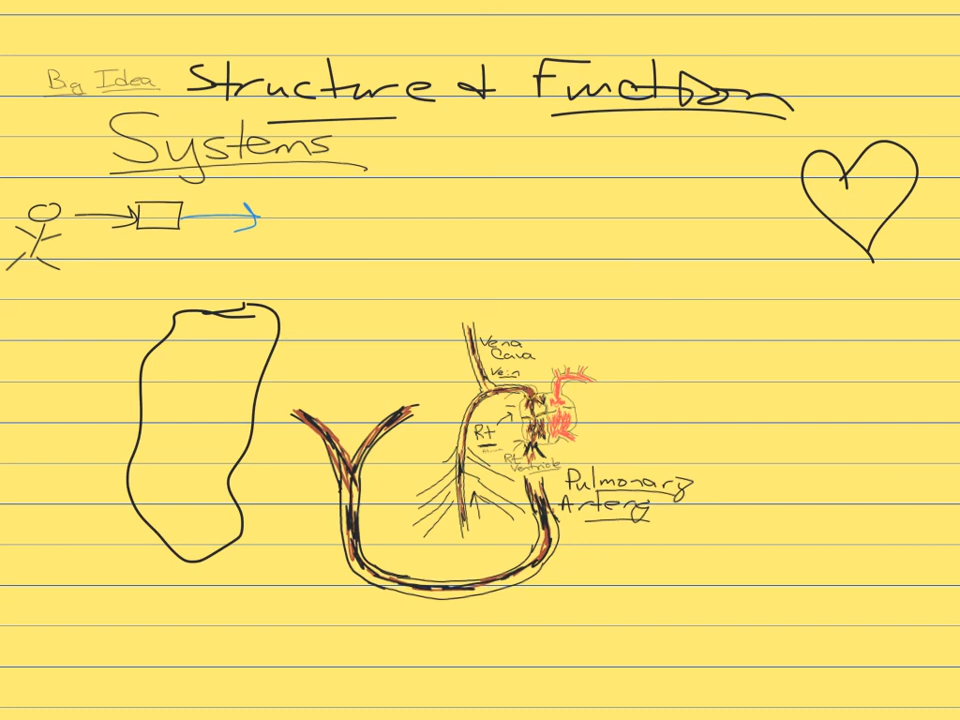 Big Idea Structure & Function
Systems
Vena
Cava
Vein
Rt
Rt
Ventricle
Pulmonary
Artery